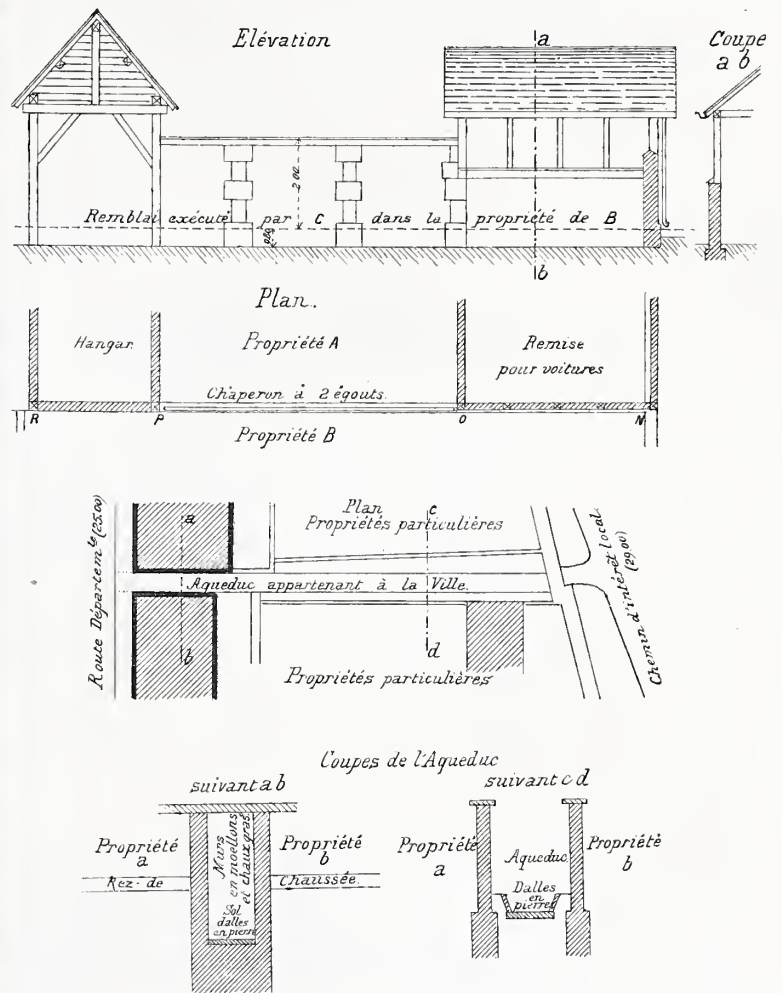 Elévation
a
Coupe
a b
2.00
Remblai exécuté par C dans la propriété de B
0.80
b
Plan.
Hangar.
Propriété A
Remise
pour voitures
Chaperon à 2 égouts.
R P O N
Propriété B
Route Départem.le (25.00)
a
Plan
c
Propriétés particulières
Aqueduc appartenant à la Ville.
Chemin d'intérêt local
(29.00)
b
d
Propriétés particulières
Coupes de l'Aqueduc
suivant a b
suivant c d
Propriété
a
Murs
en moellons
et chaux gras.
Propriété
b
Rez-de Chaussée.
Sol
dalles
en pierre
Propriété
a
Aqueduc
Propriété
b
Dalles
en
pierre